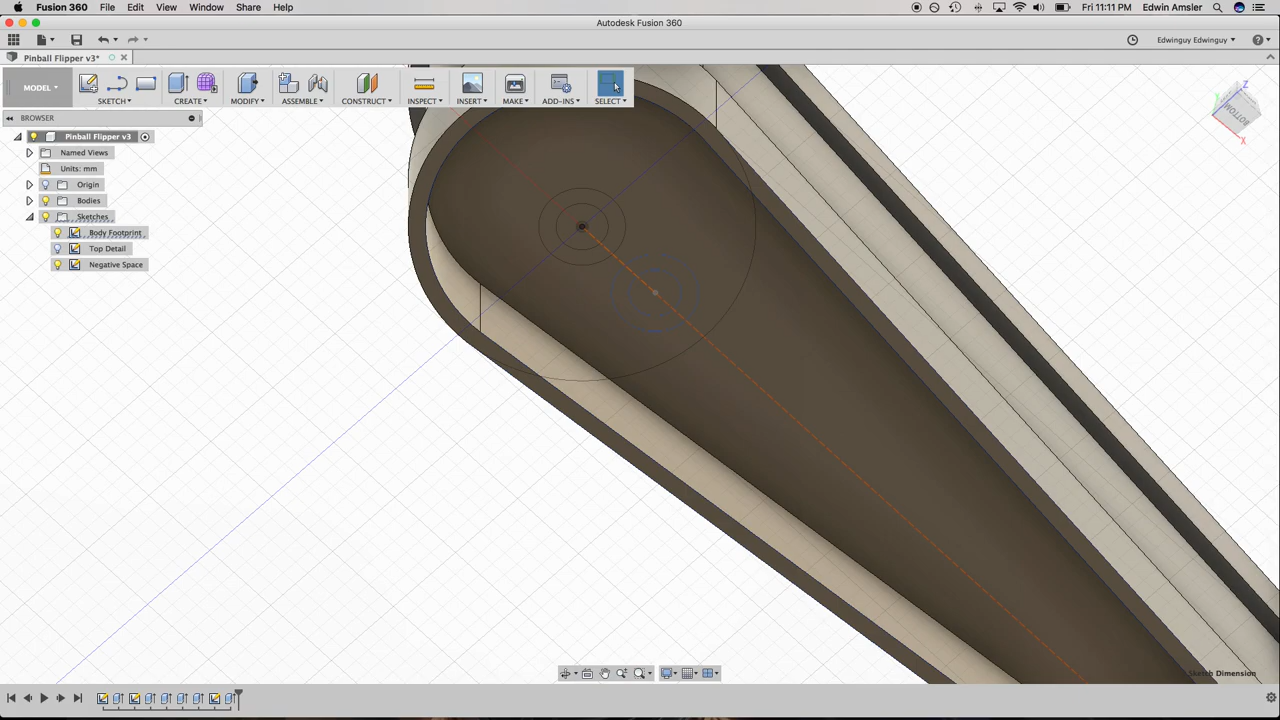 Fusion 360 File Edit View Window Share Help Fri 11:11 PM Edwin Amsler
Autodesk Fusion 360
Edwinguy Edwinguy
Pinball Flipper v3*
MODEL
SKETCH CREATE MODIFY ASSEMBLE CONSTRUCT INSPECT INSERT MAKE ADD-INS SELECT
BROWSER
Pinball Flipper v3
Named Views
Units: mm
Origin
Bodies
Sketches
Body Footprint
Top Detail
Negative Space
Z
Y
BOTTOM
X
Sketch Dimension